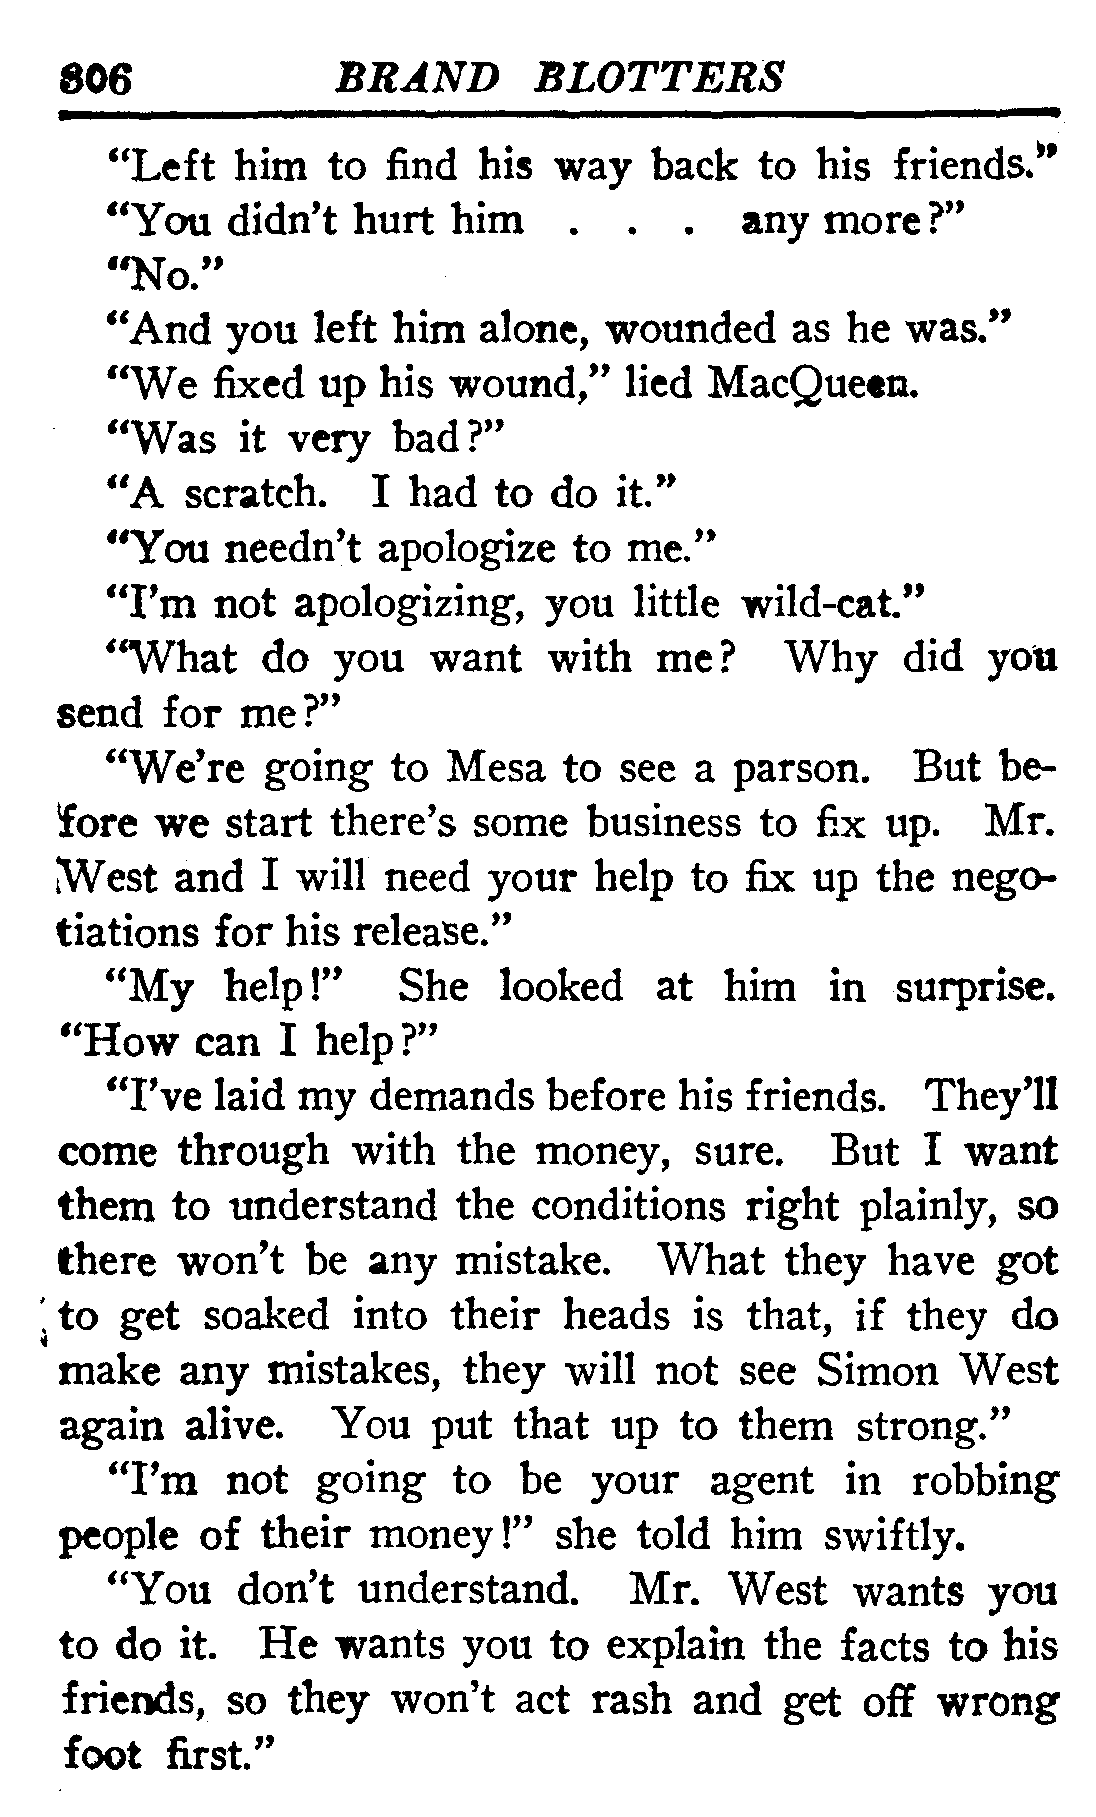 306 BRAND BLOTTERS
"Left him to find his way back to his friends."
"You didn't hurt him . . . any more?"
"No."
"And you left him alone, wounded as he was."
"We fixed up his wound," lied MacQueen.
"Was it very bad?"
"A scratch. I had to do it."
"You needn't apologize to me."
"I'm not apologizing, you little wild-cat."
"What do you want with me? Why did you
send for me?"
"We're going to Mesa to see a parson. But be-
fore we start there's some business to fix up. Mr.
West and I will need your help to fix up the nego-
tiations for his release."
"My help!" She looked at him in surprise.
"How can I help?"
"I've laid my demands before his friends. They'll
come through with the money, sure. But I want
them to understand the conditions right plainly, so
there won't be any mistake. What they have got
to get soaked into their heads is that, if they do
make any mistakes, they will not see Simon West
again alive. You put that up to them strong."
"I'm not going to be your agent in robbing
people of their money!" she told him swiftly.
"You don't understand. Mr. West wants you
to do it. He wants you to explain the facts to his
friends, so they won't act rash and get off wrong
foot first."